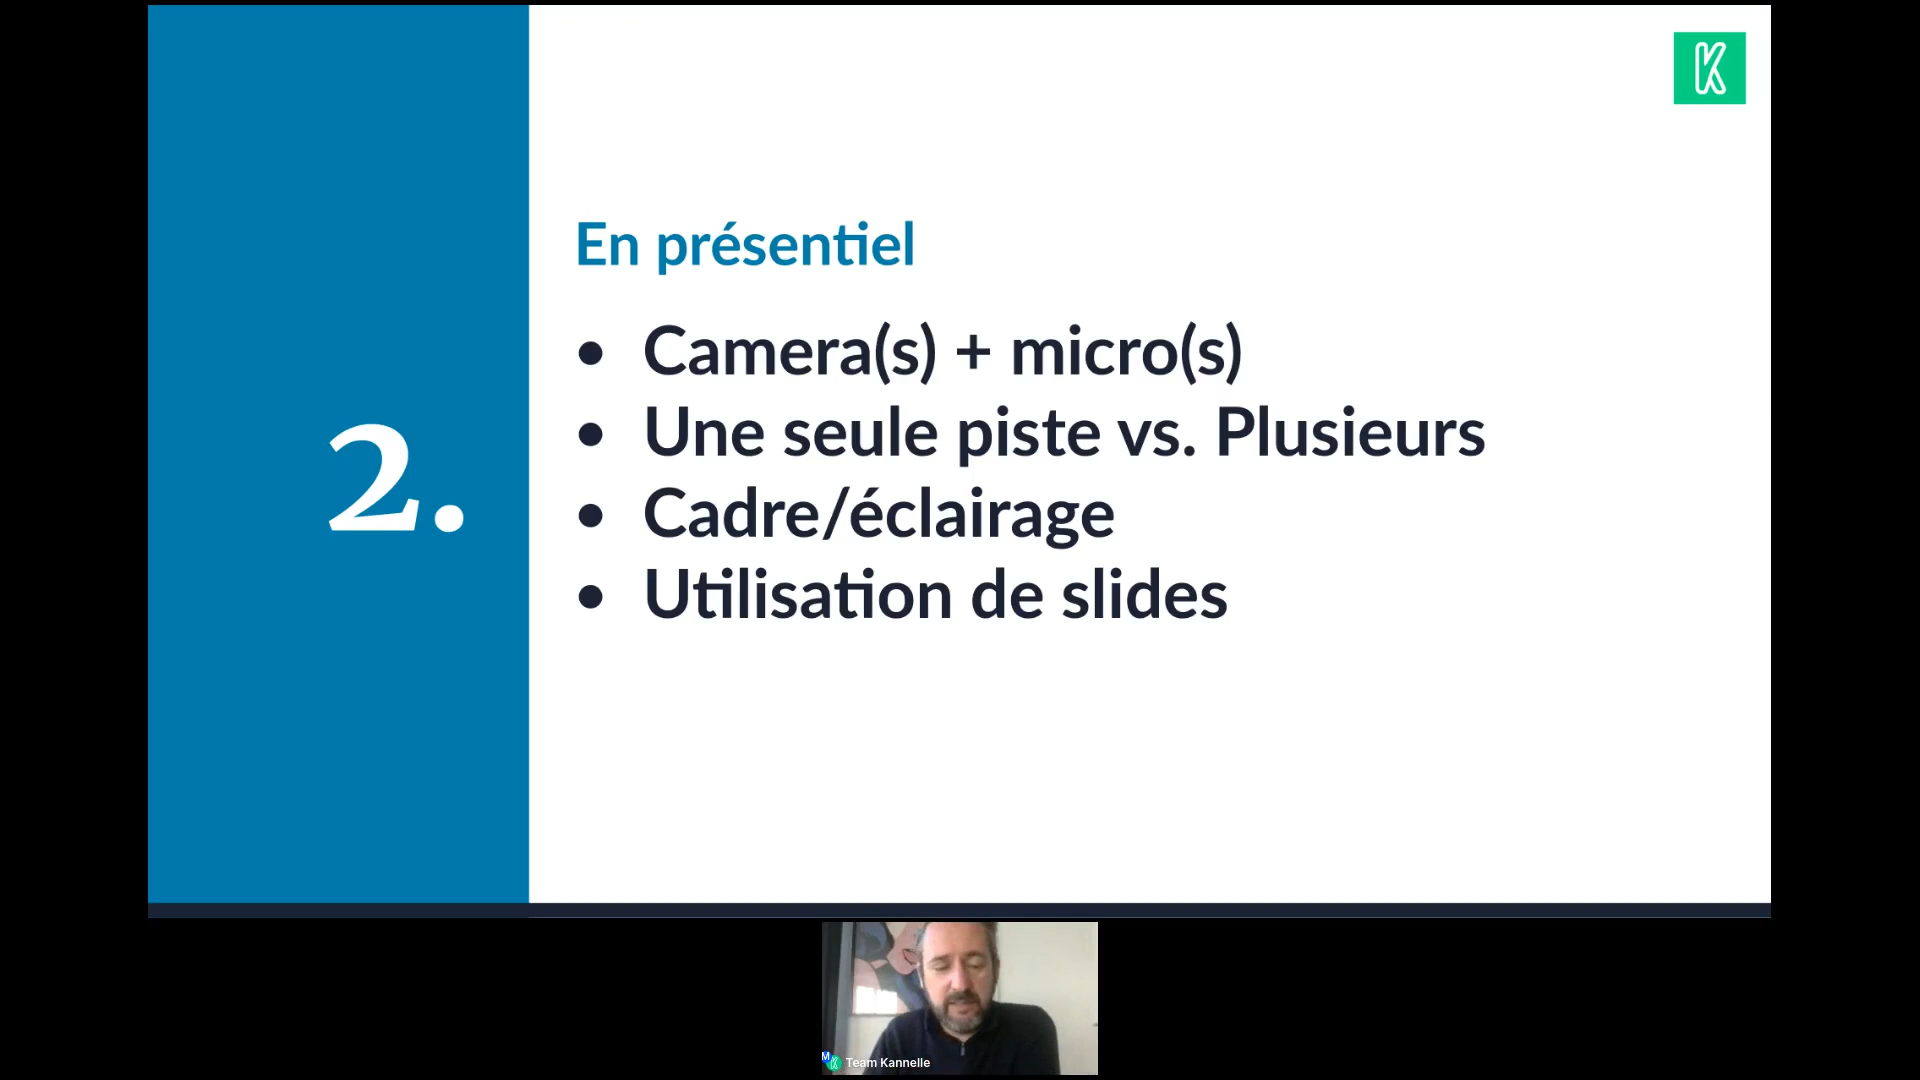 2.
En présentiel
• Camera(s) + micro(s)
• Une seule piste vs. Plusieurs
• Cadre/éclairage
• Utilisation de slides
K
M
Team Kannelle